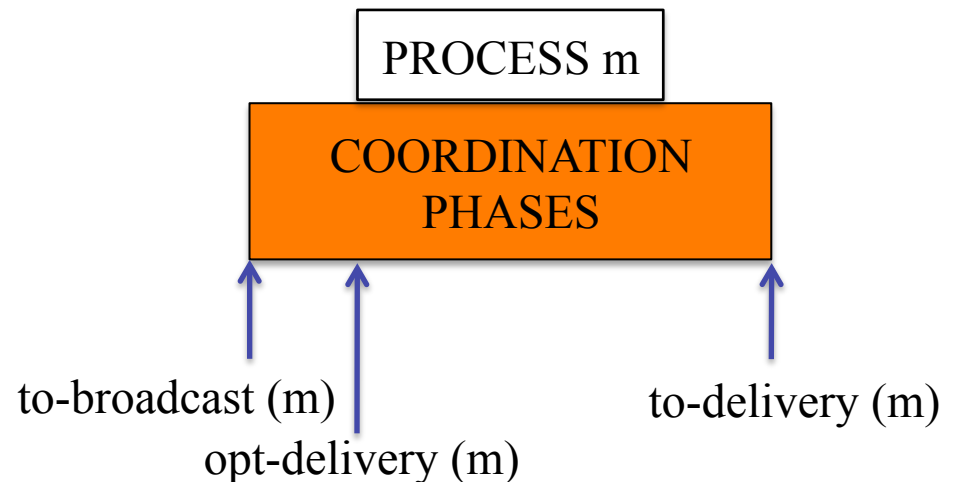 PROCESS m
COORDINATION
PHASES
to-broadcast (m)
to-delivery (m)
opt-delivery (m)